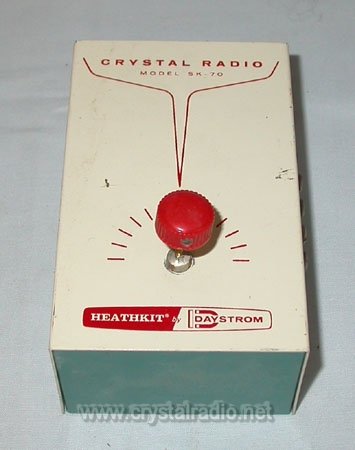 CRYSTAL RADIO
MODEL SK-70
HEATHKIT® by DAYSTROM
www.crystalradio.net